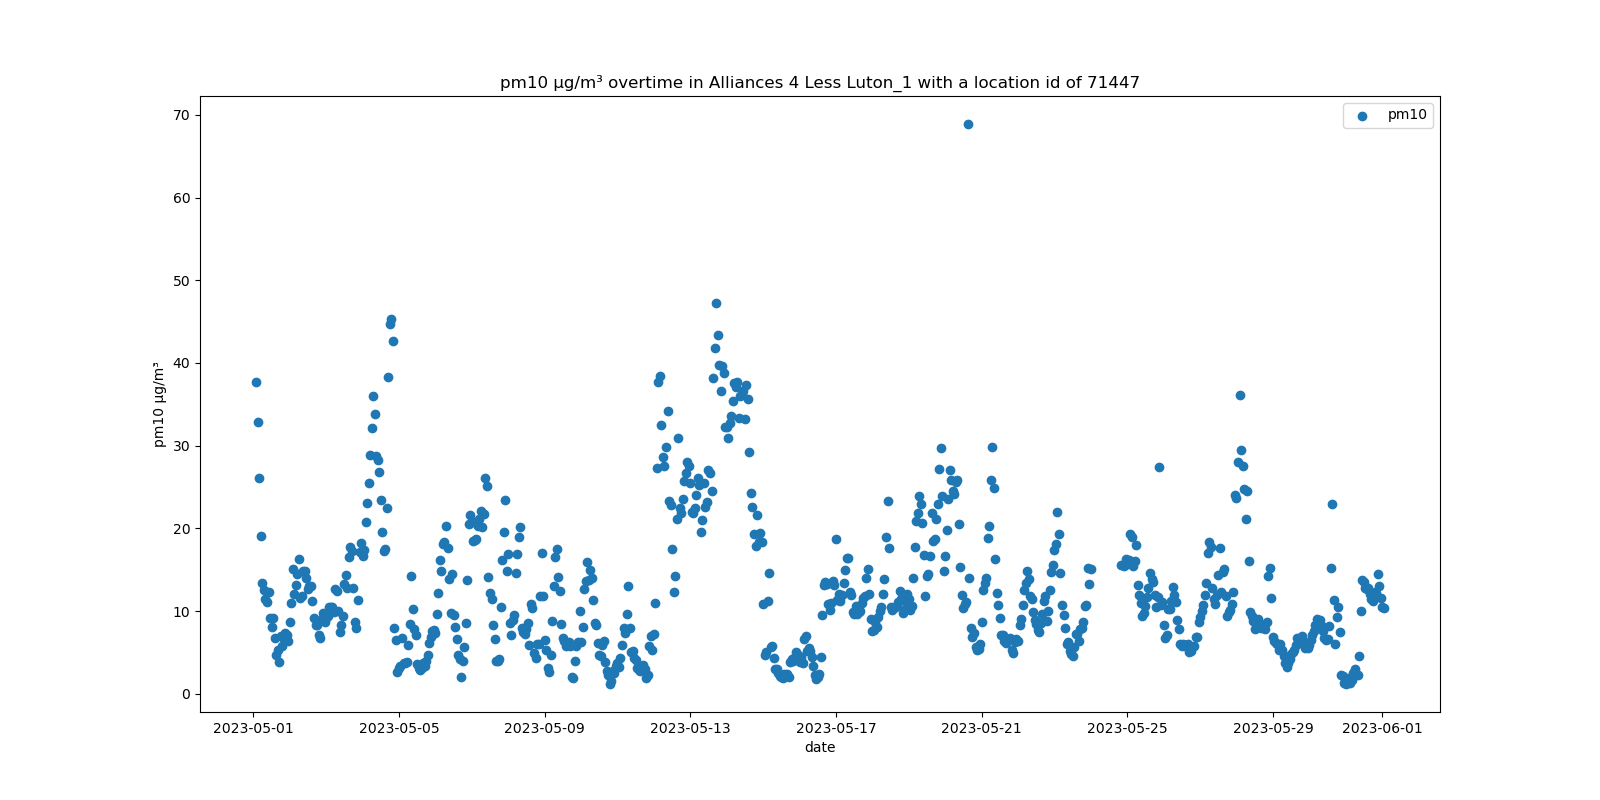 pm10 µg/m³ overtime in Alliances 4 Less Luton_1 with a location id of 71447
pm10
70
60
50
40
30
20
10
0
pm10 µg/m³
2023-05-01 2023-05-05 2023-05-09 2023-05-13 2023-05-17 2023-05-21 2023-05-25 2023-05-29 2023-06-01
date